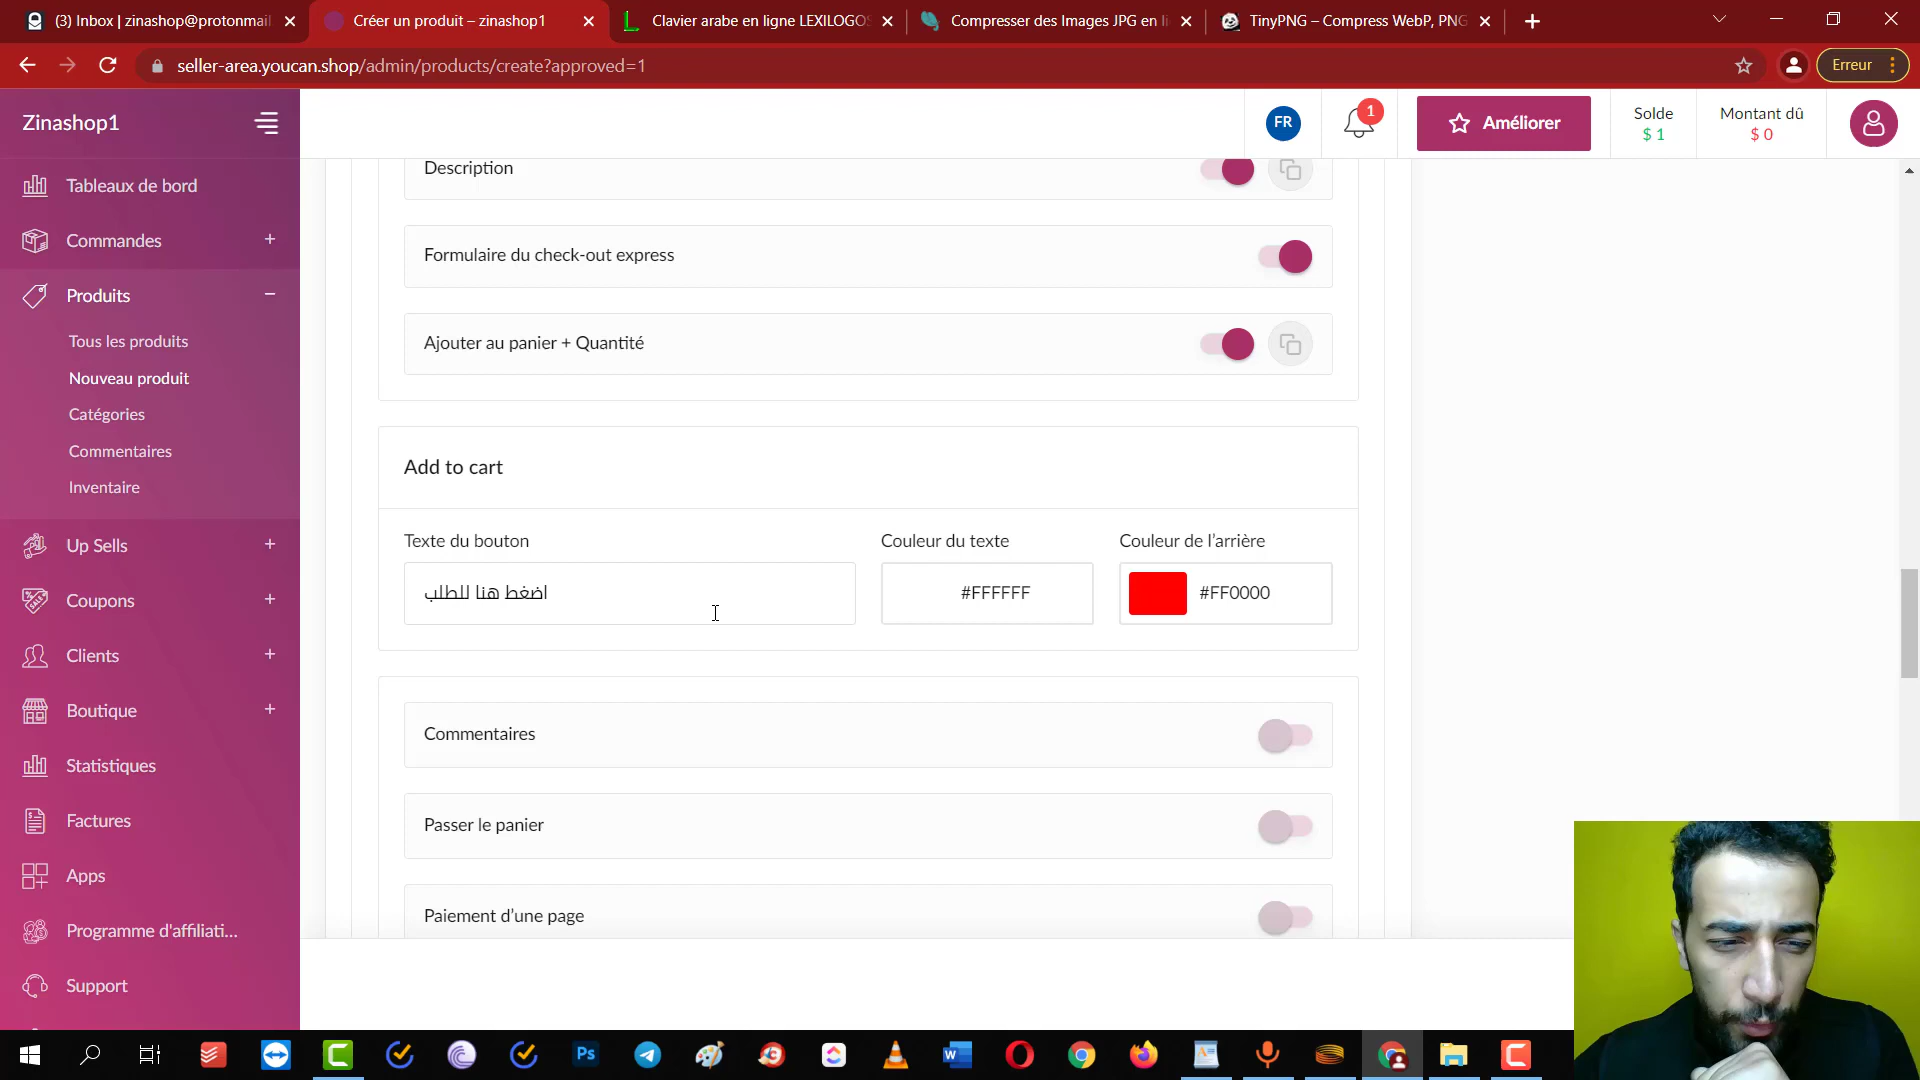 (3) Inbox | zinashop@protonmail
Créer un produit – zinashop1
Clavier arabe en ligne LEXILOGOS
Compresser des Images JPG en li
TinyPNG – Compress WebP, PNG
seller-area.youcan.shop/admin/products/create?approved=1
Erreur
Zinashop1
FR
1
Améliorer
Solde
$ 1
Montant dû
$ 0
Tableaux de bord
Commandes
Produits
Tous les produits
Nouveau produit
Catégories
Commentaires
Inventaire
Up Sells
Coupons
Clients
Boutique
Statistiques
Factures
Apps
Programme d'affiliati...
Support
Description
Formulaire du check-out express
Ajouter au panier + Quantité
Add to cart
Texte du bouton
Couleur du texte
Couleur de l'arrière
اضغط هنا للطلب
#FFFFFF
#FF0000
Commentaires
Passer le panier
Paiement d'une page
Ps
W